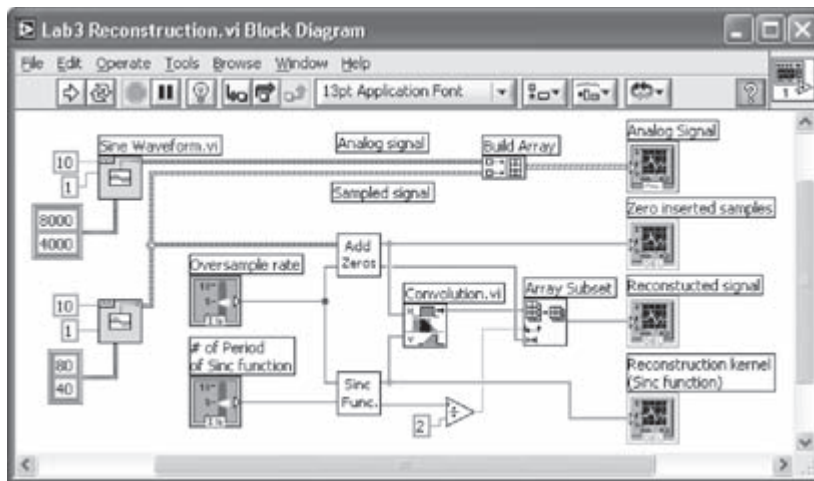 Lab3 Reconstruction.vi Block Diagram
File Edit Operate Tools Browse Window Help
13pt Application Font
1
Sine Waveform.vi
Analog signal
Build Array
Analog Signal
10
1
Sampled signal
8000
4000
Zero inserted samples
Add
Zeros
Oversample rate
Convolution.vi
Array Subset
Reconstucted signal
10
1
# of Period
of Sinc function
80
40
Sinc
Func.
2
Reconstruction kernel
(Sinc function)